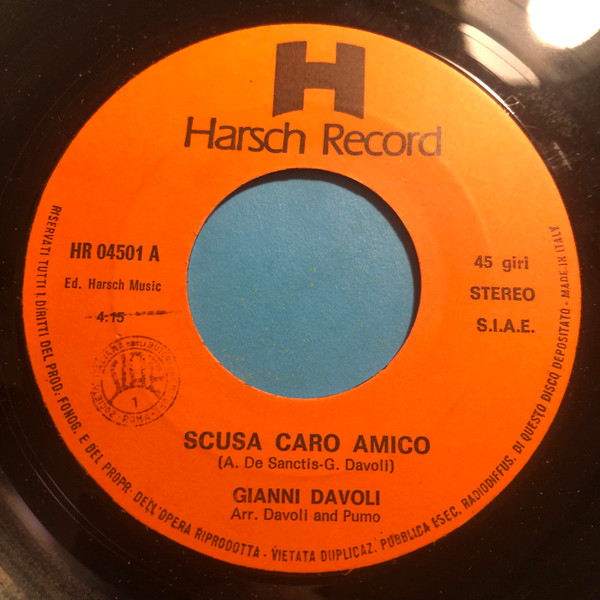 H
Harsch Record
HR 04501 A
Ed. Harsch Music
4:15
45 giri
STEREO
S.I.A.E.
1
SCUSA CARO AMICO
(A. De Sanctis-G. Davoli)
GIANNI DAVOLI
Arr. Davoli and Pumo
RISERVATI TUTTI I DIRITTI DEL PROD. FONOG. E DEL PROPR. DELL'OPERA RIPRODOTTA - VIETATA DUPLICAZ. PUBBLICA ESEC. RADIODIFFUS. DI QUESTO DISCO DEPOSITATO - MADE IN ITALY